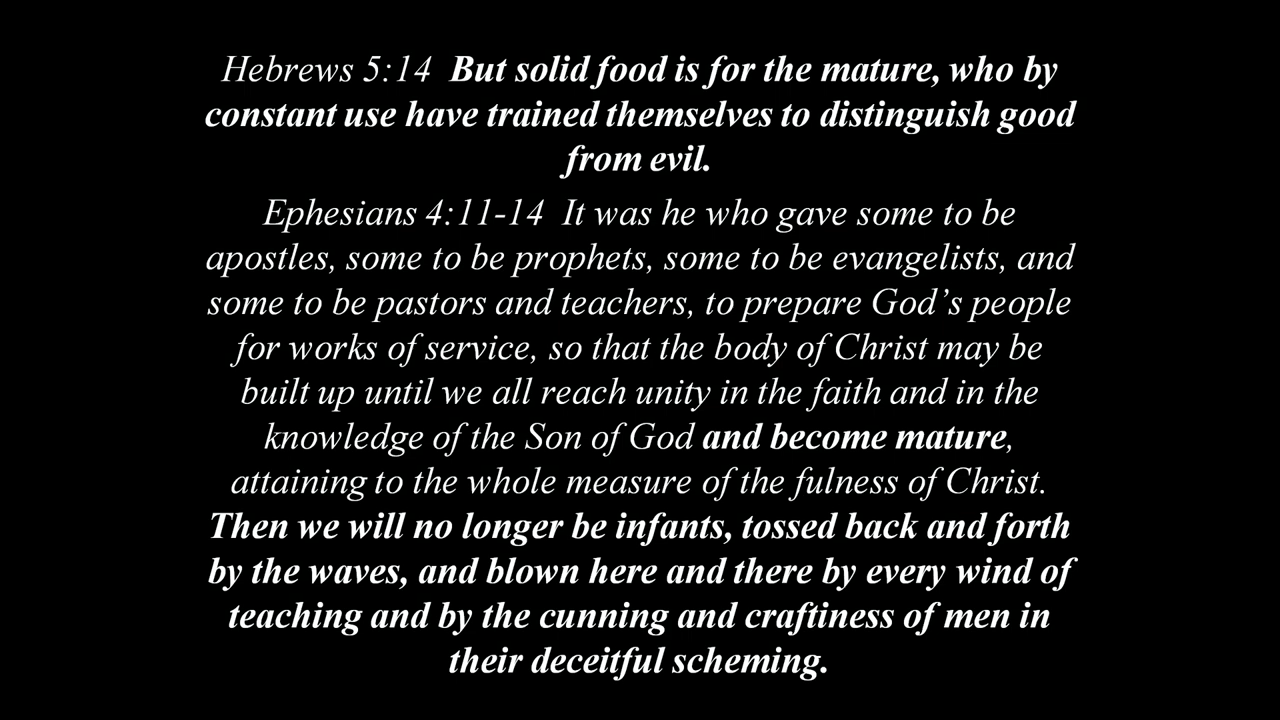 Hebrews 5:14  But solid food is for the mature, who by
constant use have trained themselves to distinguish good
from evil.
Ephesians 4:11-14  It was he who gave some to be
apostles, some to be prophets, some to be evangelists, and
some to be pastors and teachers, to prepare God’s people
for works of service, so that the body of Christ may be
built up until we all reach unity in the faith and in the
knowledge of the Son of God and become mature,
attaining to the whole measure of the fulness of Christ.
Then we will no longer be infants, tossed back and forth
by the waves, and blown here and there by every wind of
teaching and by the cunning and craftiness of men in
their deceitful scheming.